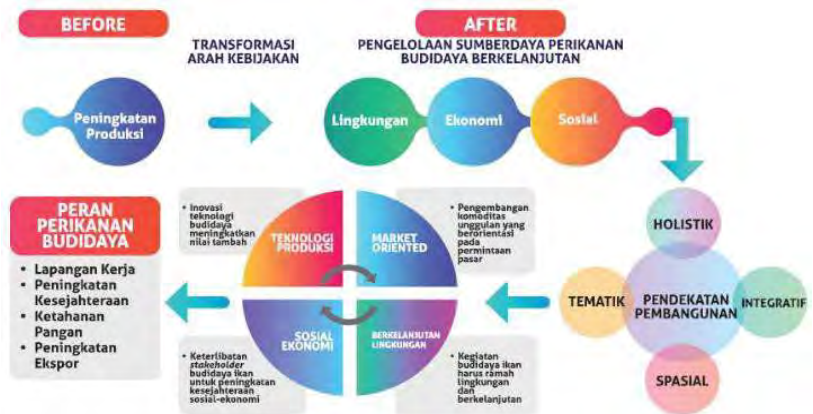 BEFORE
TRANSFORMASI
ARAH KEBIJAKAN
AFTER
PENGELOLAAN SUMBERDAYA PERIKANAN
BUDIDAYA BERKELANJUTAN
Peningkatan
Produksi
Lingkungan
Ekonomi
Sosial
HOLISTIK
TEMATIK
PENDEKATAN
PEMBANGUNAN
INTEGRATIF
SPASIAL
• Inovasi
teknologi
budidaya
meningkatkan
nilai tambah
TEKNOLOGI
PRODUKSI
MARKET
ORIENTED
• Pengembangan
komoditas
unggulan yang
berorientasi
pada
permintaan
pasar
• Keterlibatan
stakeholder
budidaya ikan
untuk peningkatan
kesejahteraan
sosial-ekonomi
SOSIAL
EKONOMI
BERKELANJUTAN
LINGKUNGAN
• Kegiatan
budidaya ikan
harus ramah
lingkungan
dan
berkelanjutan
PERAN
PERIKANAN
BUDIDAYA
• Lapangan Kerja
• Peningkatan
Kesejahteraan
• Ketahanan
Pangan
• Peningkatan
Ekspor